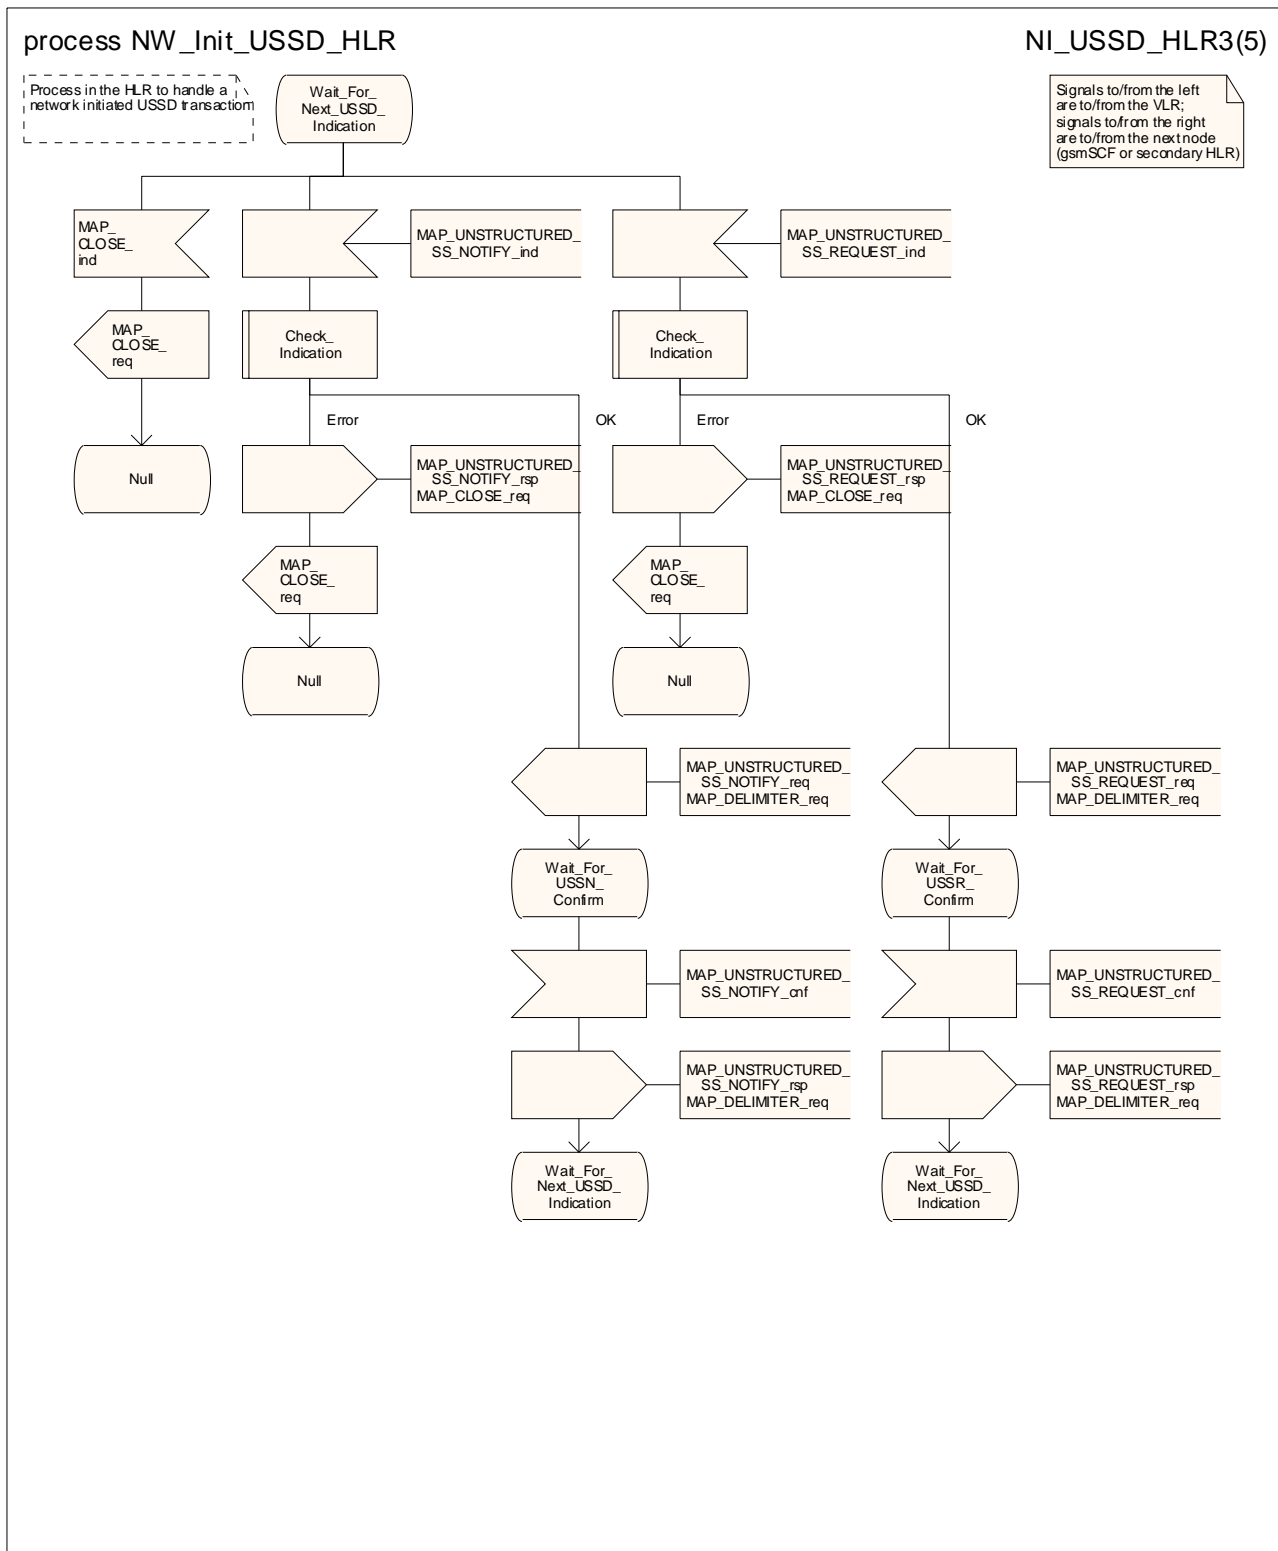 process NW_Init_USSD_HLR
NI_USSD_HLR3(5)
Process in the HLR to handle a
network initiated USSD transaction
Wait_For_
Next_USSD_
Indication
Signals to/from the left
are to/from the VLR;
signals to/from the right
are to/from the next node
(gsmSCF or secondary HLR)
MAP_
CLOSE_
ind
MAP_UNSTRUCTURED_
SS_NOTIFY_ind
MAP_UNSTRUCTURED_
SS_REQUEST_ind
MAP_
CLOSE_
req
Check_
Indication
Check_
Indication
Error
OK
Error
OK
Null
MAP_UNSTRUCTURED_
SS_NOTIFY_rsp
MAP_CLOSE_req
MAP_UNSTRUCTURED_
SS_REQUEST_rsp
MAP_CLOSE_req
MAP_
CLOSE_
req
MAP_
CLOSE_
req
Null
Null
MAP_UNSTRUCTURED_
SS_NOTIFY_req
MAP_DELIMITER_req
MAP_UNSTRUCTURED_
SS_REQUEST_req
MAP_DELIMITER_req
Wait_For_
USSN_
Confirm
Wait_For_
USSR_
Confirm
MAP_UNSTRUCTURED_
SS_NOTIFY_cnf
MAP_UNSTRUCTURED_
SS_REQUEST_cnf
MAP_UNSTRUCTURED_
SS_NOTIFY_rsp
MAP_DELIMITER_req
MAP_UNSTRUCTURED_
SS_REQUEST_rsp
MAP_DELIMITER_req
Wait_For_
Next_USSD_
Indication
Wait_For_
Next_USSD_
Indication